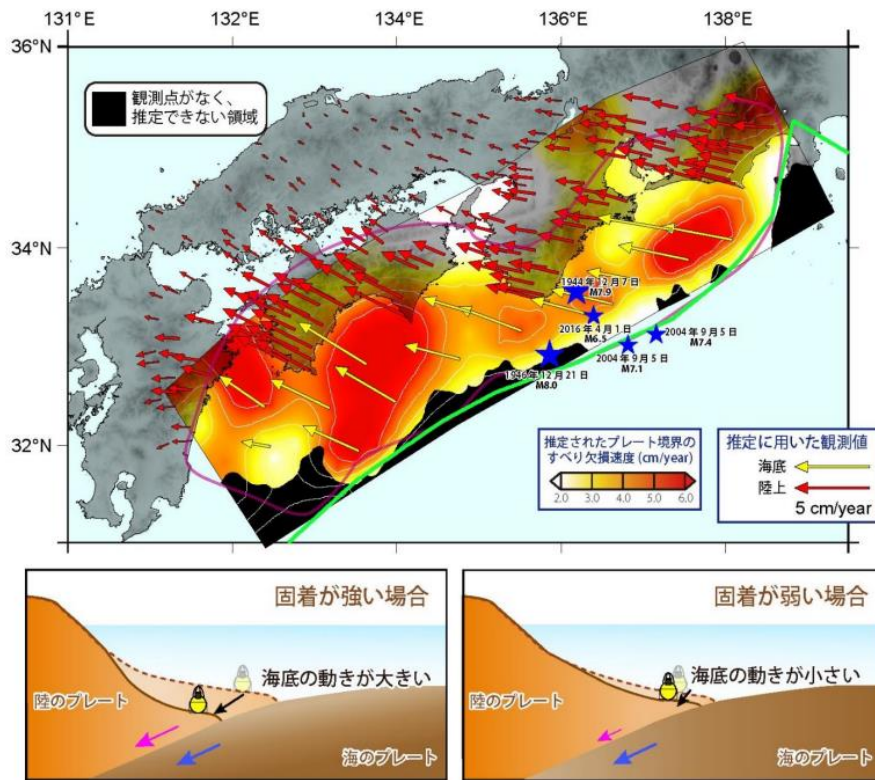 131°E
132°E
134°E
136°E
138°E
36°N
34°N
32°N
観測点がなく、
推定できない領域
1944年12月7日
M7.9
2016年4月1日
M6.5
2004年9月5日
M7.4
2004年9月5日
M7.1
1946年12月21日
M8.0
推定されたプレート境界の
すべり欠損速度 (cm/year)
2.0 3.0 4.0 5.0 6.0
推定に用いた観測値
海底
陸上
5 cm/year
固着が強い場合
海底の動きが大きい
陸のプレート
海のプレート
固着が弱い場合
海底の動きが小さい
陸のプレート
海のプレート